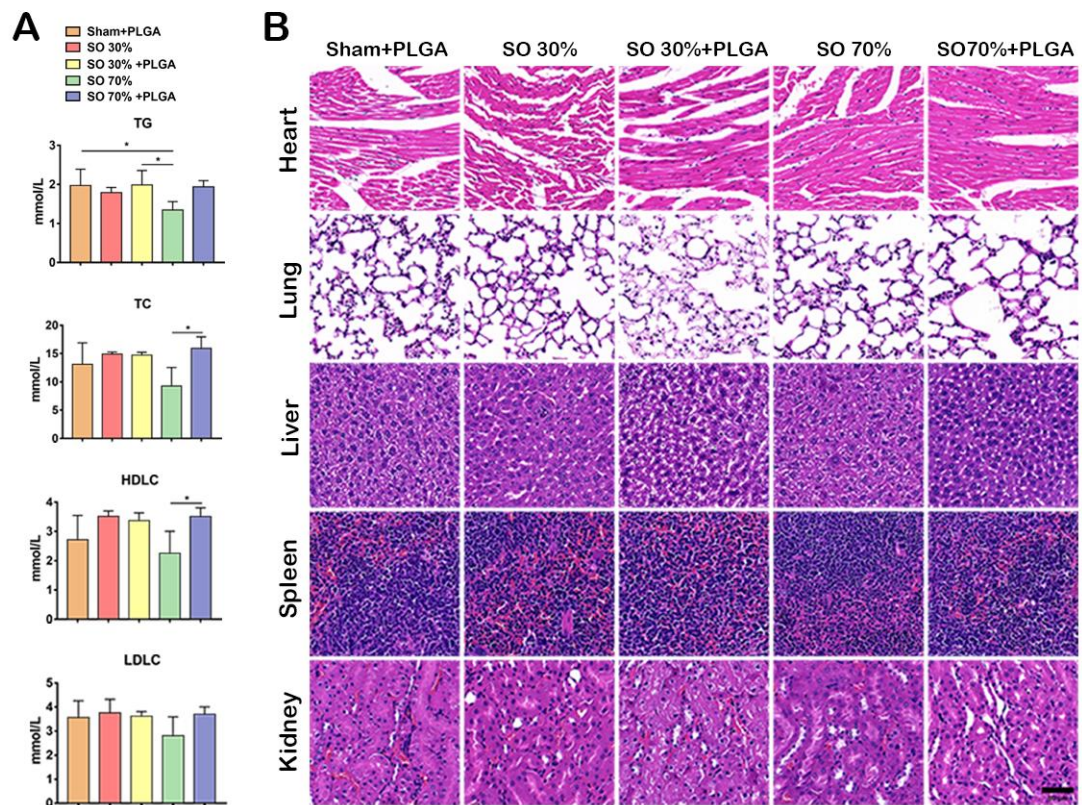 A
Sham+PLGA
SO 30%
SO 30% +PLGA
SO 70%
SO 70% +PLGA
TG
mmol/L
3
2
1
0
*
*
TC
mmol/L
20
15
10
5
0
*
HDLC
mmol/L
4
3
2
1
0
*
LDLC
mmol/L
5
4
3
2
1
0
B
Sham+PLGA SO 30% SO 30%+PLGA SO 70% SO70%+PLGA
Heart
Lung
Liver
Spleen
Kidney